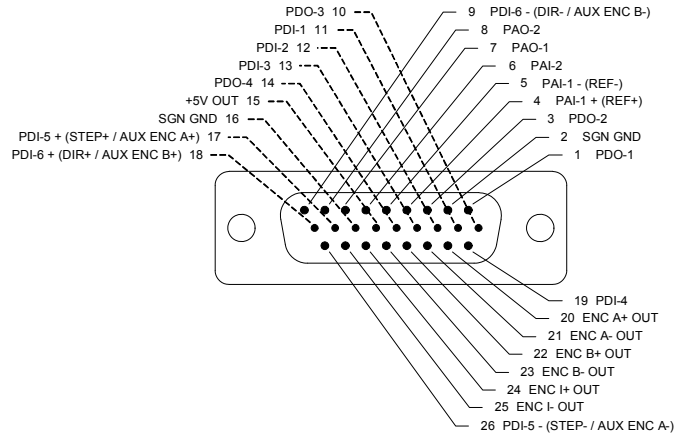 PDO-3 10
PDI-1 11
PDI-2 12
PDI-3 13
PDO-4 14
+5V OUT 15
SGN GND 16
PDI-5 + (STEP+ / AUX ENC A+) 17
PDI-6 + (DIR+ / AUX ENC B+) 18
9 PDI-6 - (DIR- / AUX ENC B-)
8 PAO-2
7 PAO-1
6 PAI-2
5 PAI-1 - (REF-)
4 PAI-1 + (REF+)
3 PDO-2
2 SGN GND
1 PDO-1
19 PDI-4
20 ENC A+ OUT
21 ENC A- OUT
22 ENC B+ OUT
23 ENC B- OUT
24 ENC I+ OUT
25 ENC I- OUT
26 PDI-5 - (STEP- / AUX ENC A-)